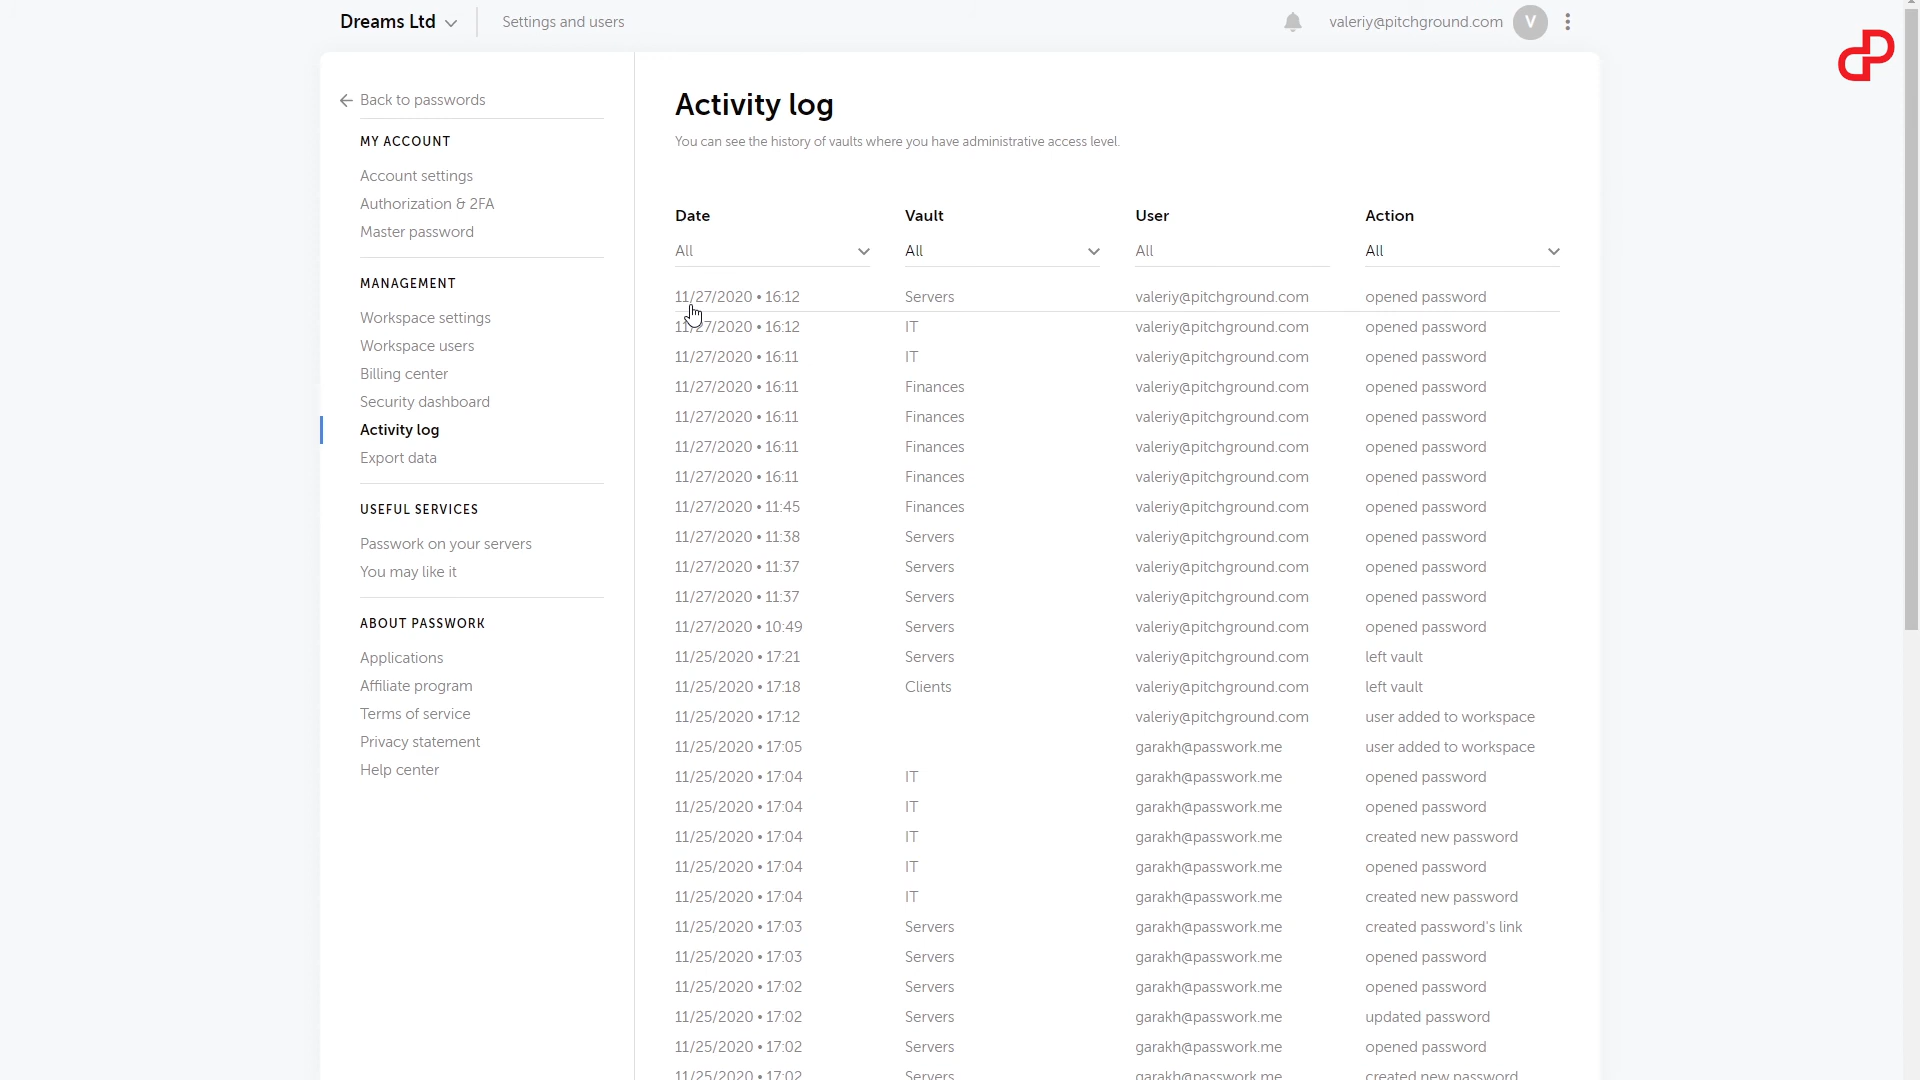 Dreams Ltd
Settings and users
valeriy@pitchground.com
V
Back to passwords
MY ACCOUNT
Account settings
Authorization & 2FA
Master password
MANAGEMENT
Workspace settings
Workspace users
Billing center
Security dashboard
Activity log
Export data
USEFUL SERVICES
Passwork on your servers
You may like it
ABOUT PASSWORK
Applications
Affiliate program
Terms of service
Privacy statement
Help center
Activity log
You can see the history of vaults where you have administrative access level.
Date Vault User Action
All All All All
11/27/2020 • 16:12 Servers valeriy@pitchground.com opened password
11/27/2020 • 16:12 IT valeriy@pitchground.com opened password
11/27/2020 • 16:11 IT valeriy@pitchground.com opened password
11/27/2020 • 16:11 Finances valeriy@pitchground.com opened password
11/27/2020 • 16:11 Finances valeriy@pitchground.com opened password
11/27/2020 • 16:11 Finances valeriy@pitchground.com opened password
11/27/2020 • 16:11 Finances valeriy@pitchground.com opened password
11/27/2020 • 11:45 Finances valeriy@pitchground.com opened password
11/27/2020 • 11:38 Servers valeriy@pitchground.com opened password
11/27/2020 • 11:37 Servers valeriy@pitchground.com opened password
11/27/2020 • 11:37 Servers valeriy@pitchground.com opened password
11/27/2020 • 10:49 Servers valeriy@pitchground.com opened password
11/25/2020 • 17:21 Servers valeriy@pitchground.com left vault
11/25/2020 • 17:18 Clients valeriy@pitchground.com left vault
11/25/2020 • 17:12 valeriy@pitchground.com user added to workspace
11/25/2020 • 17:05 garakh@passwork.me user added to workspace
11/25/2020 • 17:04 IT garakh@passwork.me opened password
11/25/2020 • 17:04 IT garakh@passwork.me opened password
11/25/2020 • 17:04 IT garakh@passwork.me created new password
11/25/2020 • 17:04 IT garakh@passwork.me opened password
11/25/2020 • 17:04 IT garakh@passwork.me created new password
11/25/2020 • 17:03 Servers garakh@passwork.me created password's link
11/25/2020 • 17:03 Servers garakh@passwork.me opened password
11/25/2020 • 17:02 Servers garakh@passwork.me opened password
11/25/2020 • 17:02 Servers garakh@passwork.me updated password
11/25/2020 • 17:02 Servers garakh@passwork.me opened password
11/25/2020 • 17:02 Servers garakh@passwork.me created new password